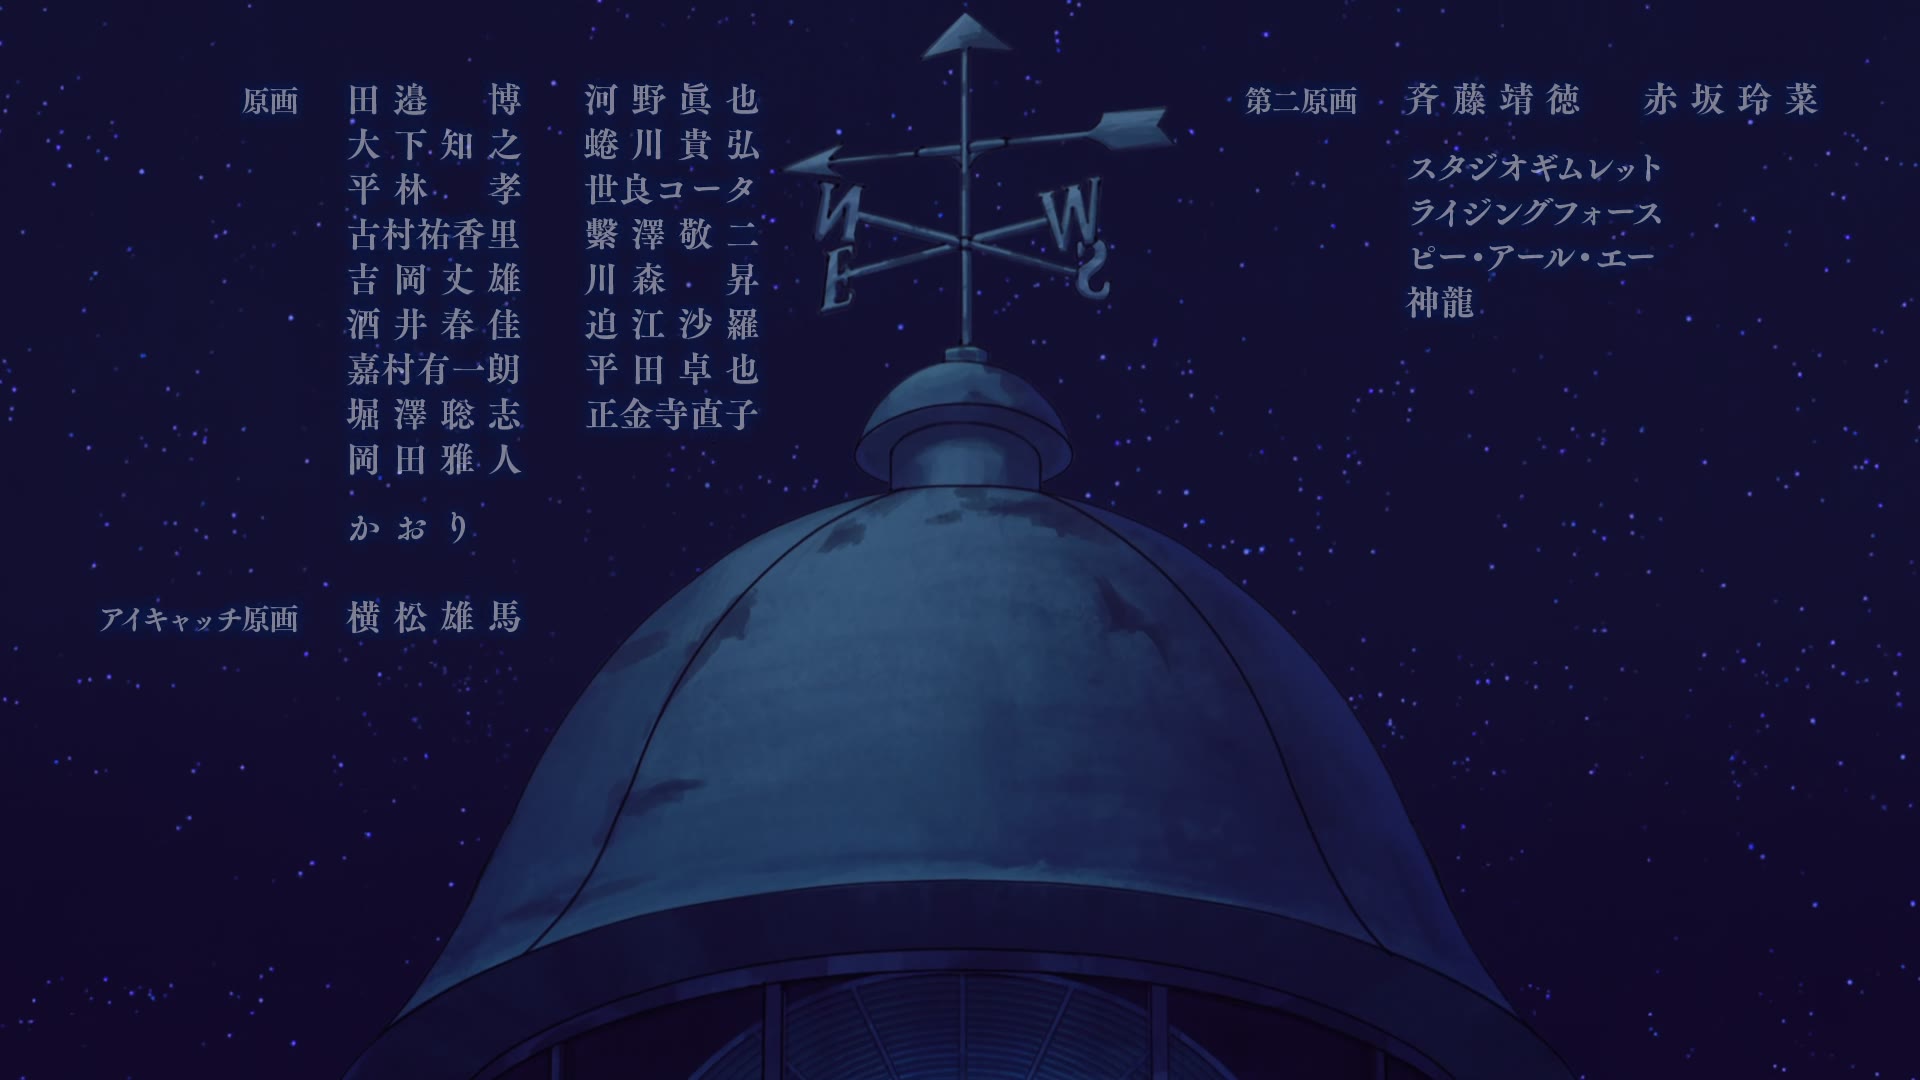 原画 田邉 博 河野眞也
大下知之 蜷川貴弘
平林 孝 世良コータ
古村祐香里 繫澤敬二
吉岡丈雄 川森 昇
酒井春佳 迫江沙羅
嘉村有一朗 平田卓也
堀澤聡志 正金寺直子
岡田雅人
かおり
アイキャッチ原画 横松雄馬
第二原画 斉藤靖徳 赤坂玲菜
スタジオギムレット
ライジングフォース
ピー・アール・エー
神龍
N
W
E
S